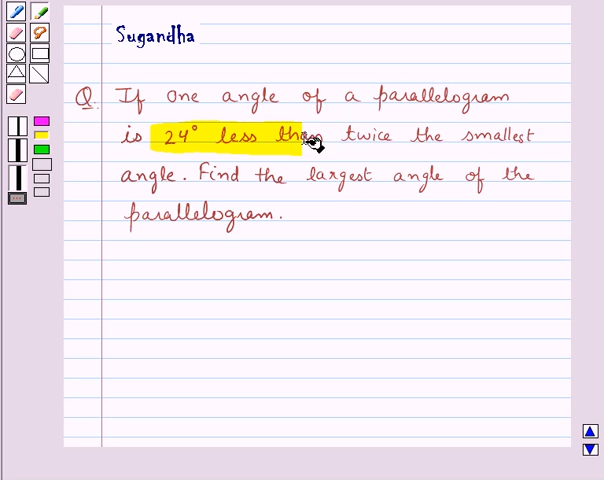 Sugandha
Q. If one angle of a parallelogram
is 24° less than twice the smallest
angle. Find the largest angle of the
parallelogram.